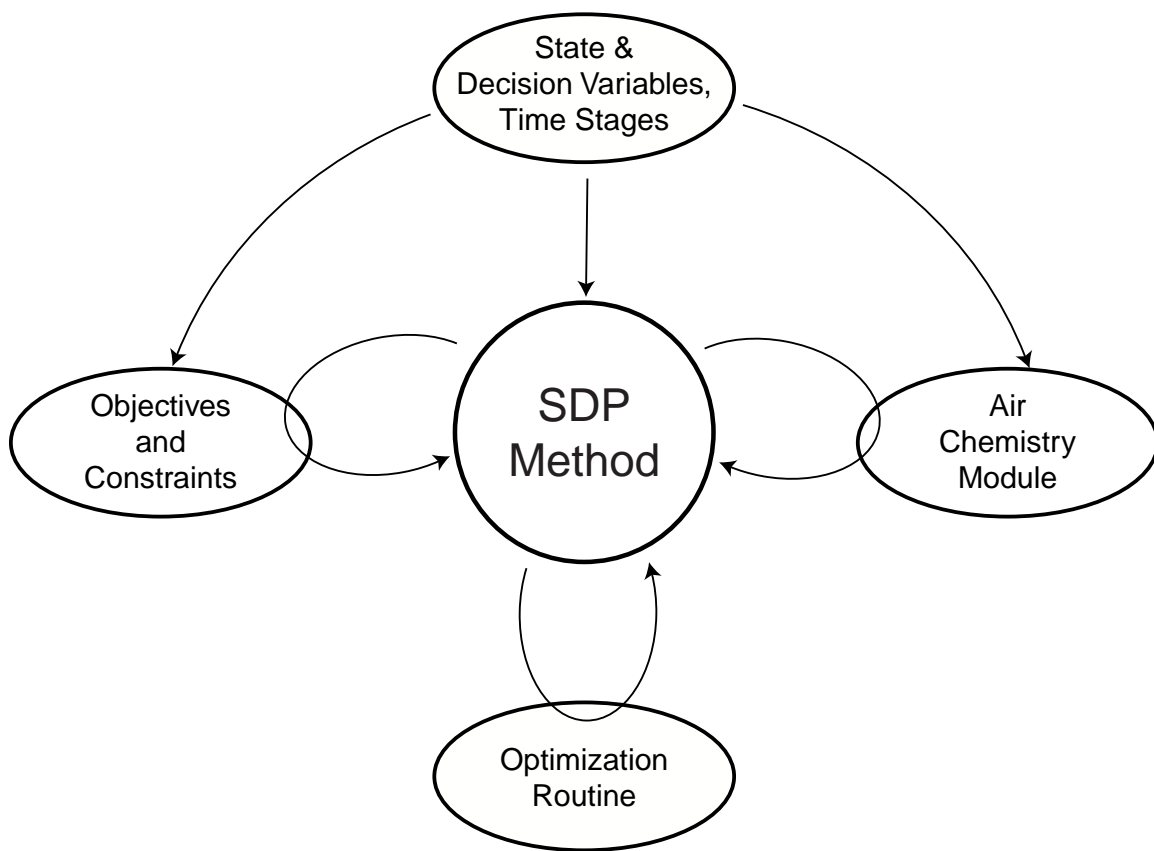 State &
Decision Variables,
Time Stages
Objectives
and
Constraints
SDP
Method
Air
Chemistry
Module
Optimization
Routine